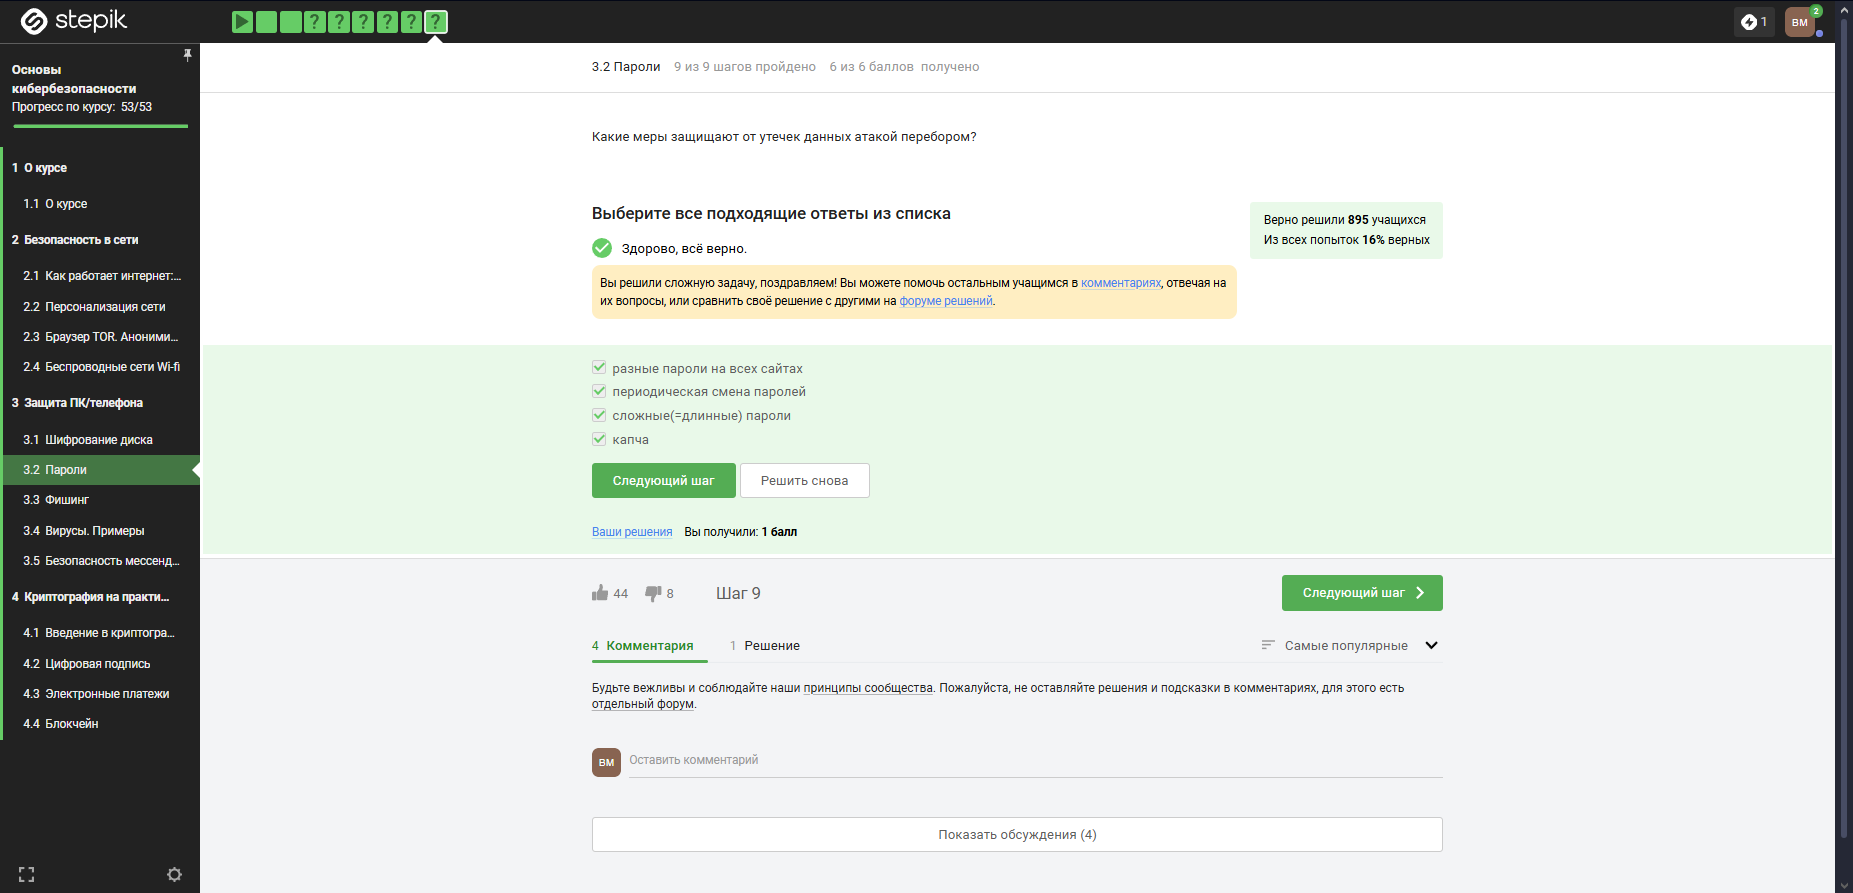 stepik
? ? ? ? ? ?
1
ВМ
2
Основы
кибербезопасности
Прогресс по курсу: 53/53
1 О курсе
1.1 О курсе
2 Безопасность в сети
2.1 Как работает интернет:...
2.2 Персонализация сети
2.3 Браузер TOR. Аноними...
2.4 Беспроводные сети Wi-fi
3 Защита ПК/телефона
3.1 Шифрование диска
3.2 Пароли
3.3 Фишинг
3.4 Вирусы. Примеры
3.5 Безопасность мессенд...
4 Криптография на практи...
4.1 Введение в криптогра...
4.2 Цифровая подпись
4.3 Электронные платежи
4.4 Блокчейн
3.2 Пароли 9 из 9 шагов пройдено 6 из 6 баллов получено
Какие меры защищают от утечек данных атакой перебором?
Выберите все подходящие ответы из списка
Здорово, всё верно.
Верно решили 895 учащихся
Из всех попыток 16% верных
Вы решили сложную задачу, поздравляем! Вы можете помочь остальным учащимся в комментариях, отвечая на
их вопросы, или сравнить своё решение с другими на форуме решений.
разные пароли на всех сайтах
периодическая смена паролей
сложные(=длинные) пароли
капча
Следующий шаг Решить снова
Ваши решения Вы получили: 1 балл
44 8 Шаг 9
Следующий шаг
4 Комментария 1 Решение
Самые популярные
Будьте вежливы и соблюдайте наши принципы сообщества. Пожалуйста, не оставляйте решения и подсказки в комментариях, для этого есть
отдельный форум.
ВМ
Оставить комментарий
Показать обсуждения (4)